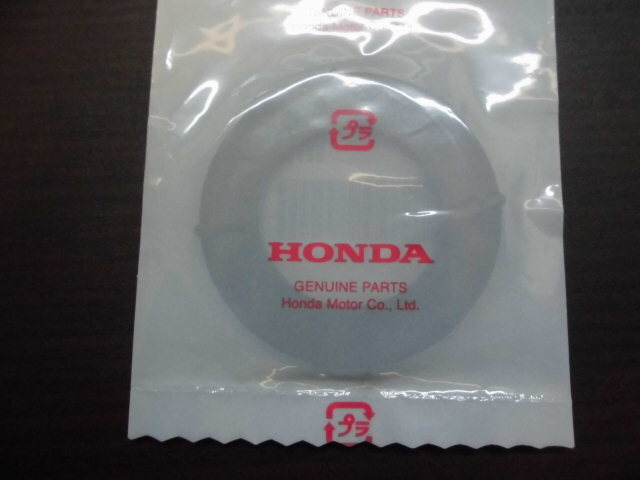 GENUINE PARTS
Honda Motor Co., Ltd.
プラ
HONDA
GENUINE PARTS
Honda Motor Co., Ltd.
プラ